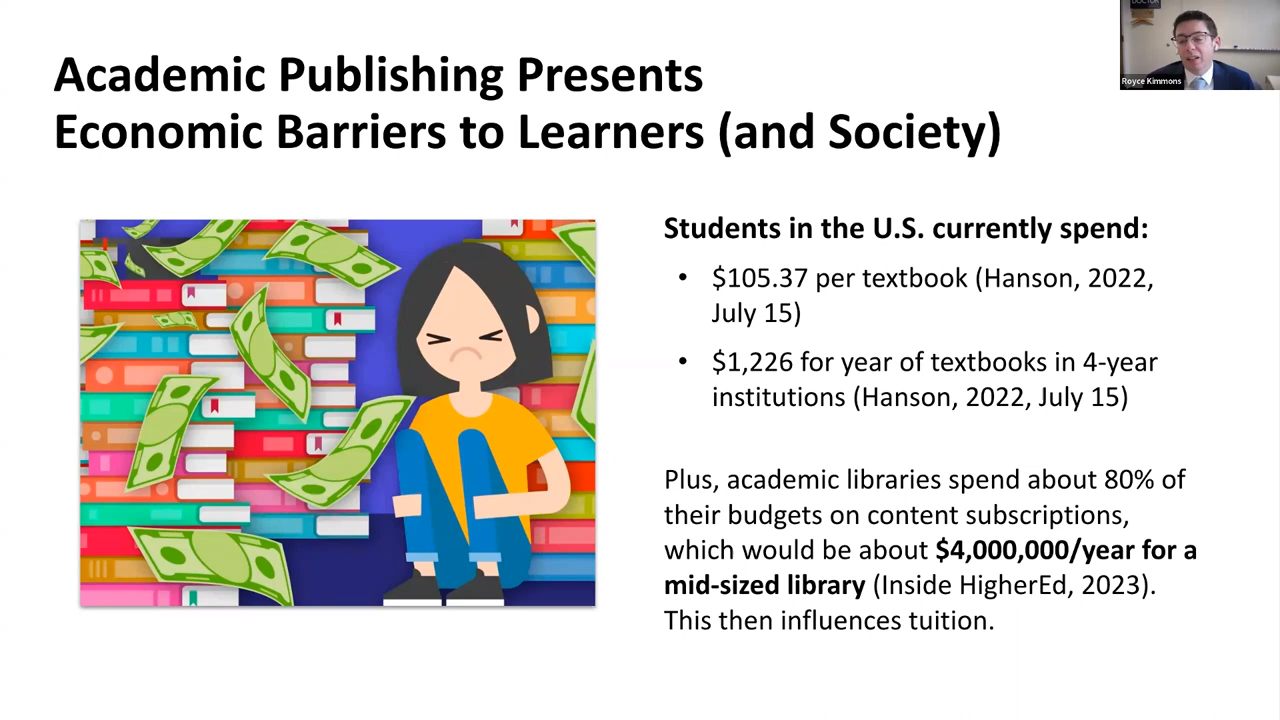 Academic Publishing Presents
Economic Barriers to Learners (and Society)
DOCTOR
Royce Kimmons
Students in the U.S. currently spend:
• $105.37 per textbook (Hanson, 2022,
July 15)
• $1,226 for year of textbooks in 4-year
institutions (Hanson, 2022, July 15)
Plus, academic libraries spend about 80% of
their budgets on content subscriptions,
which would be about $4,000,000/year for a
mid-sized library (Inside HigherEd, 2023).
This then influences tuition.